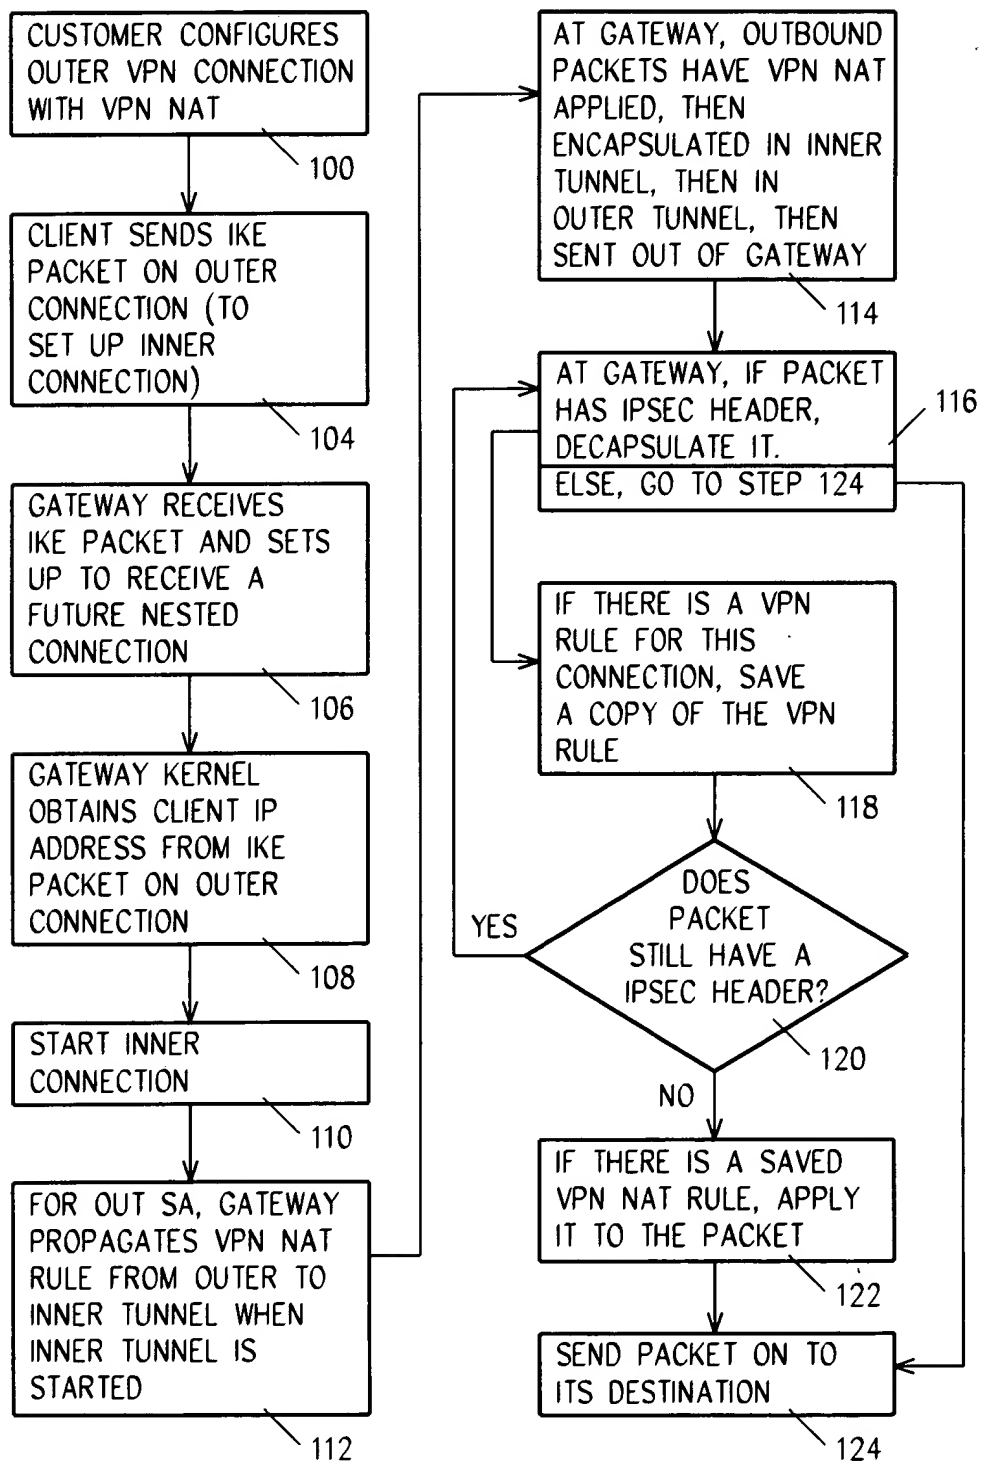 CUSTOMER CONFIGURES
OUTER VPN CONNECTION
WITH VPN NAT
100
CLIENT SENDS IKE
PACKET ON OUTER
CONNECTION (TO
SET UP INNER
CONNECTION)
104
GATEWAY RECEIVES
IKE PACKET AND SETS
UP TO RECEIVE A
FUTURE NESTED
CONNECTION
106
GATEWAY KERNEL
OBTAINS CLIENT IP
ADDRESS FROM IKE
PACKET ON OUTER
CONNECTION
108
START INNER
CONNECTION
110
FOR OUT SA, GATEWAY
PROPAGATES VPN NAT
RULE FROM OUTER TO
INNER TUNNEL WHEN
INNER TUNNEL IS
STARTED
112
AT GATEWAY, OUTBOUND
PACKETS HAVE VPN NAT
APPLIED, THEN
ENCAPSULATED IN INNER
TUNNEL, THEN IN
OUTER TUNNEL, THEN
SENT OUT OF GATEWAY
114
AT GATEWAY, IF PACKET
HAS IPSEC HEADER,
DECAPSULATE IT.
ELSE, GO TO STEP 124
116
IF THERE IS A VPN
RULE FOR THIS
CONNECTION, SAVE
A COPY OF THE VPN
RULE
118
DOES
PACKET
STILL HAVE A
IPSEC HEADER?
120
YES
NO
IF THERE IS A SAVED
VPN NAT RULE, APPLY
IT TO THE PACKET
122
SEND PACKET ON TO
ITS DESTINATION
124